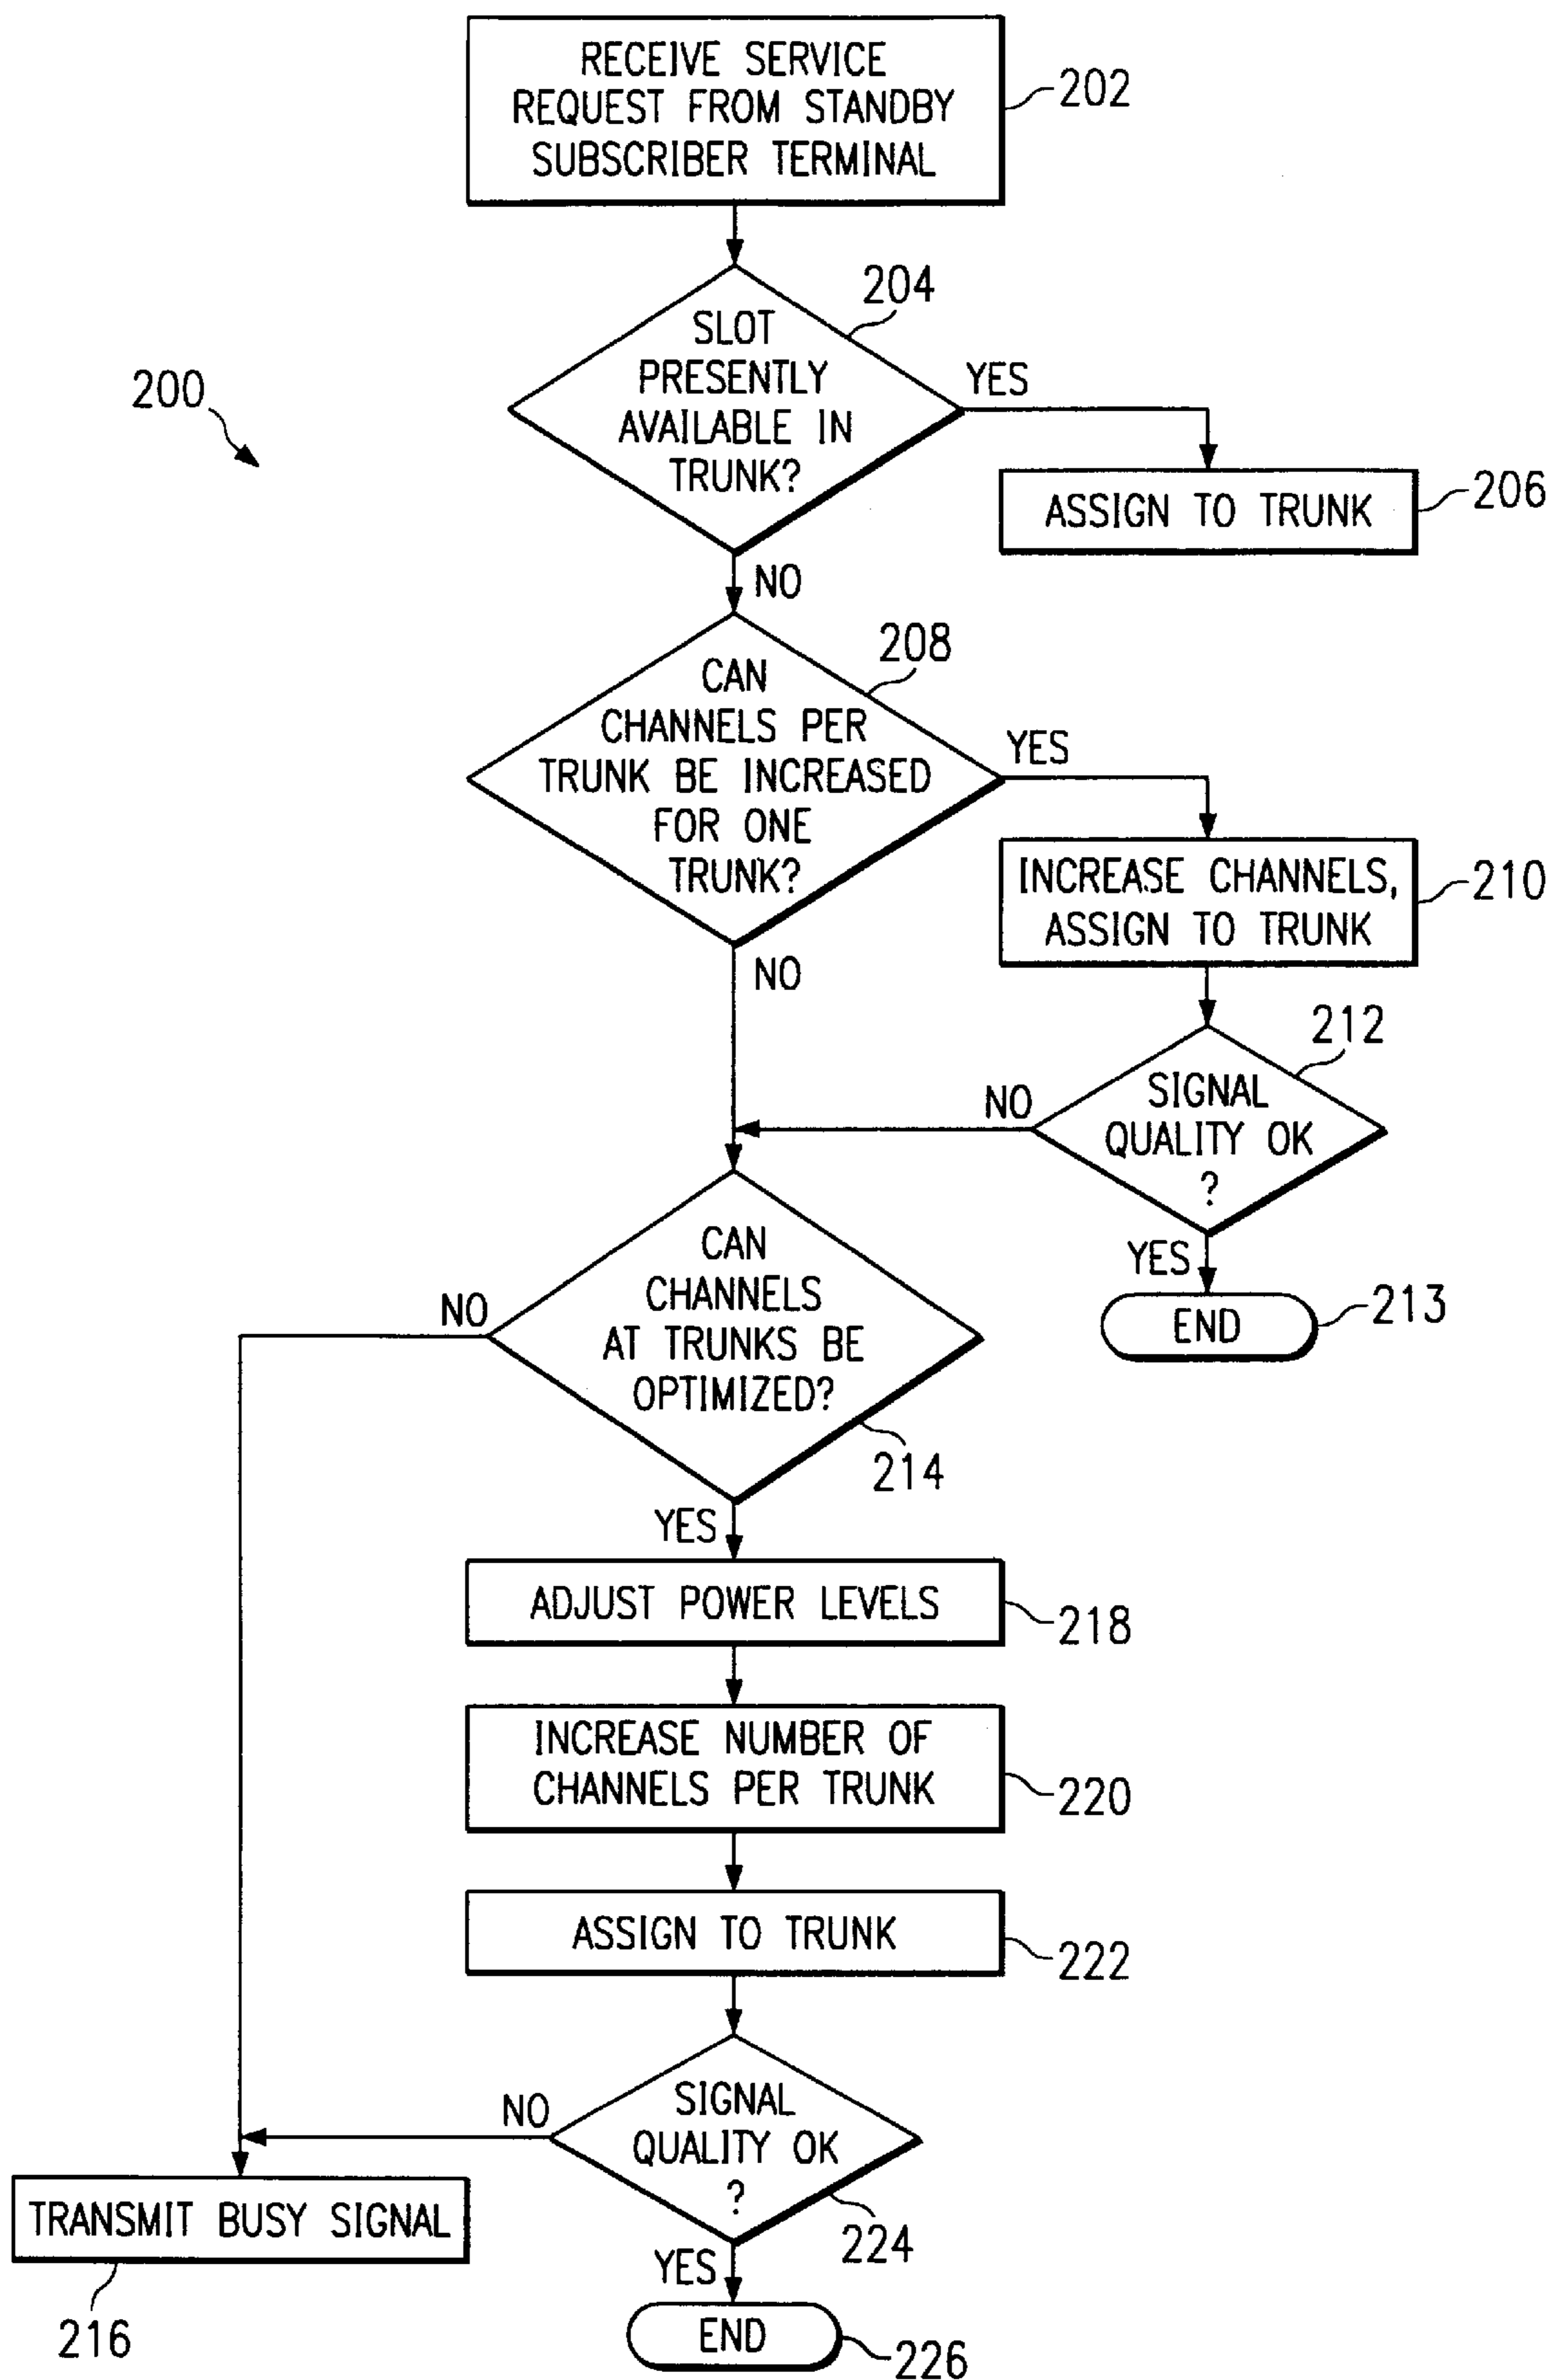 RECEIVE SERVICE
REQUEST FROM STANDBY
SUBSCRIBER TERMINAL
202
204
SLOT
PRESENTLY
AVAILABLE IN
TRUNK?
YES
200
ASSIGN TO TRUNK
206
NO
208
CAN
CHANNELS PER
TRUNK BE INCREASED
FOR ONE
TRUNK?
YES
INCREASE CHANNELS,
ASSIGN TO TRUNK
210
NO
212
SIGNAL
QUALITY OK
?
NO
YES
END
213
CAN
CHANNELS
AT TRUNKS BE
OPTIMIZED?
NO
214
YES
ADJUST POWER LEVELS
218
INCREASE NUMBER OF
CHANNELS PER TRUNK
220
ASSIGN TO TRUNK
222
SIGNAL
QUALITY OK
?
NO
224
TRANSMIT BUSY SIGNAL
216
YES
END
226